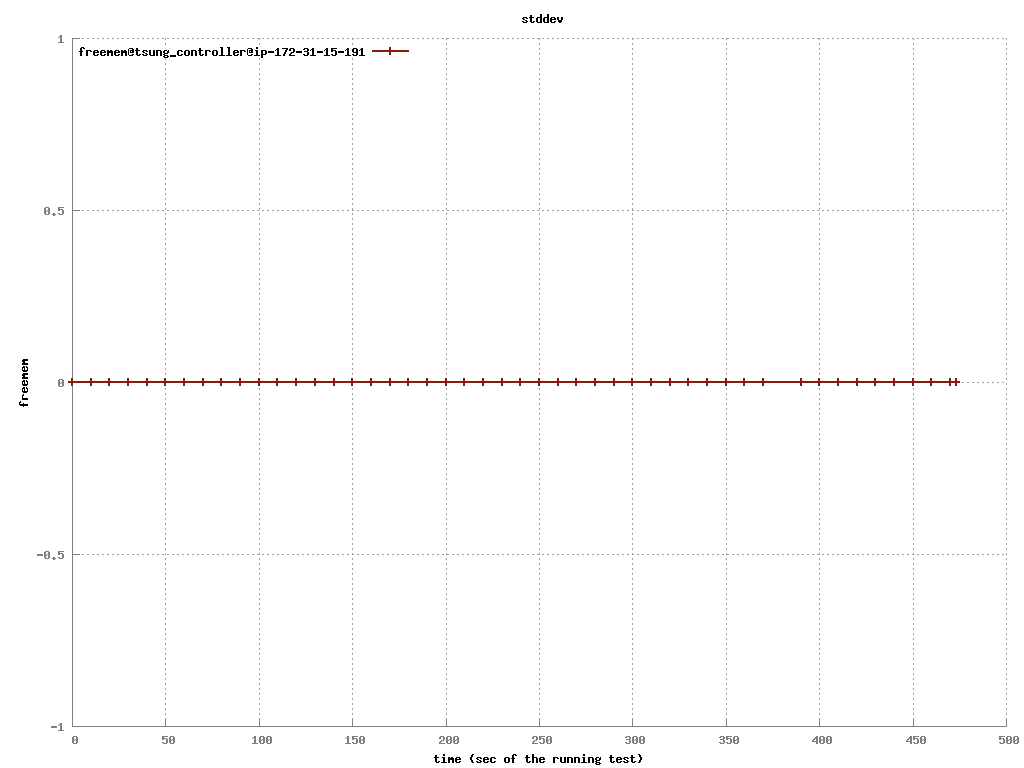 stddev
freemem@tsung_controller@ip-172-31-15-191
1
0.5
0
-0.5
-1
freemem
0 50 100 150 200 250 300 350 400 450 500
time (sec of the running test)